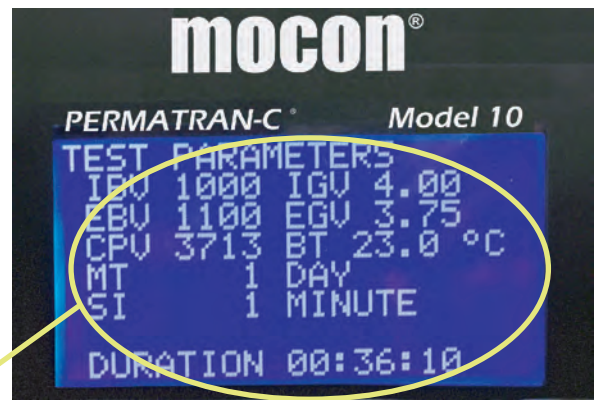 mocon®
PERMATRAN-C® Model 10
TEST PARAMETERS
IBV 1000 IGV 4.00
EBV 1100 EGV 3.75
CPV 3713 BT 23.0 ºC
MT 1 DAY
SI 1 MINUTE
DURATION 00:36:10